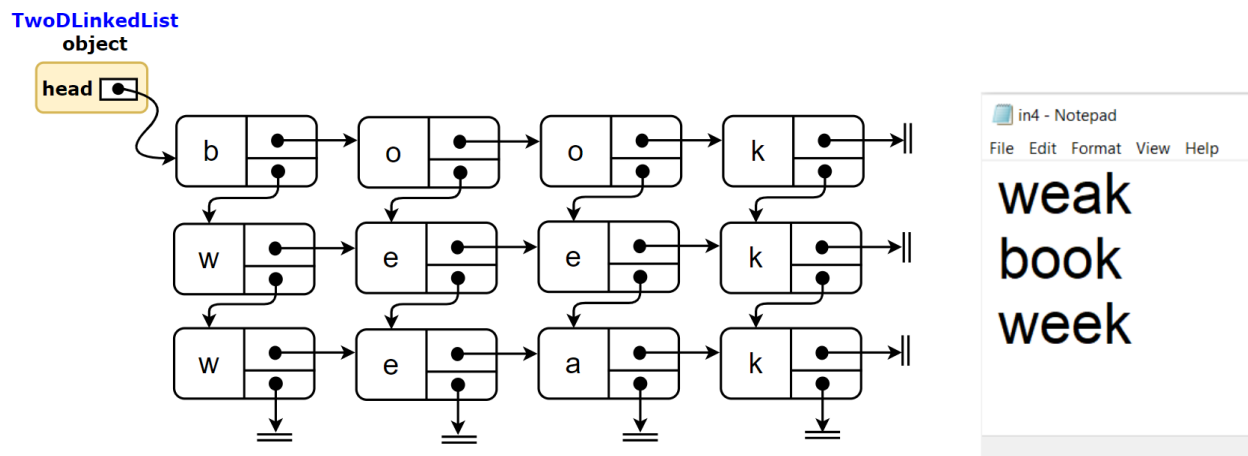 TwoDLinkedList
object
head
b o o k
w e e k
w e a k
in4 - Notepad
File Edit Format View Help
weak
book
week